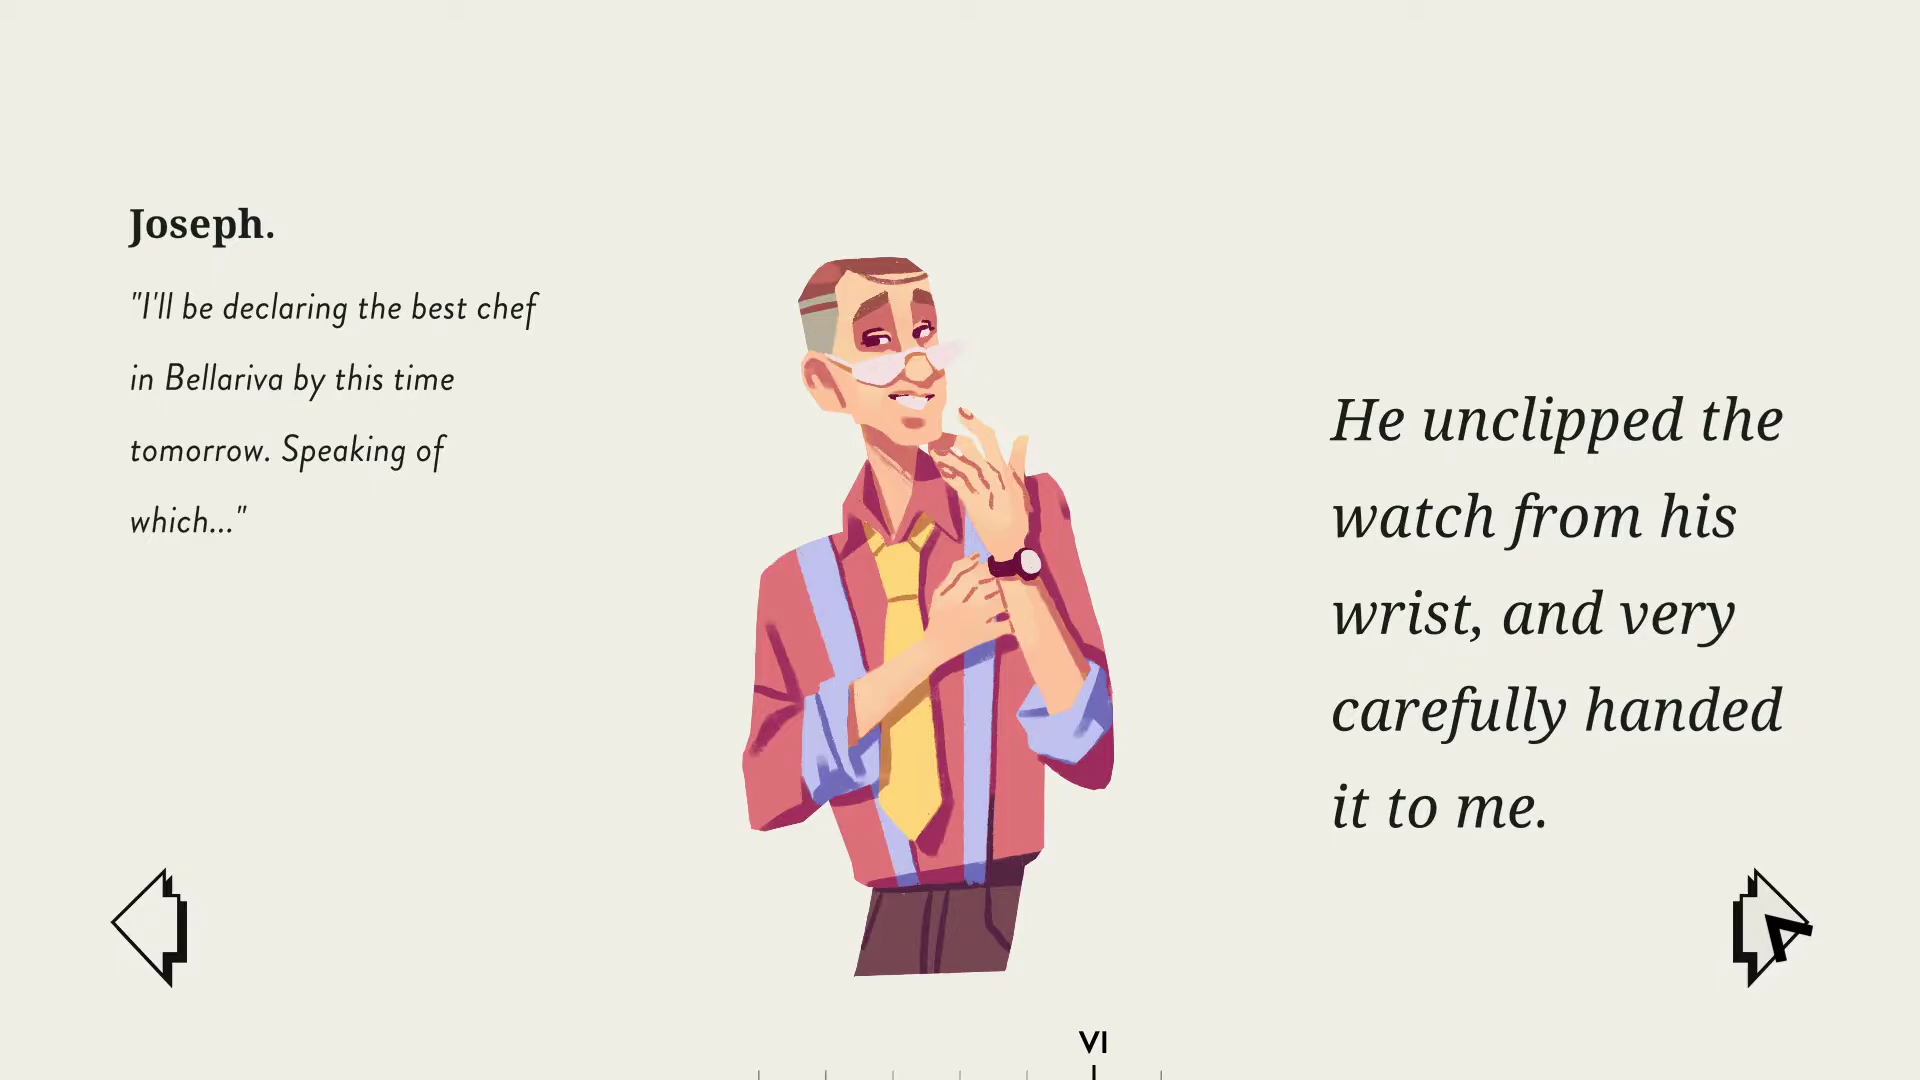 Joseph.
"I'll be declaring the best chef
in Bellariva by this time
tomorrow. Speaking of
which..."
He unclipped the
watch from his
wrist, and very
carefully handed
it to me.
VI